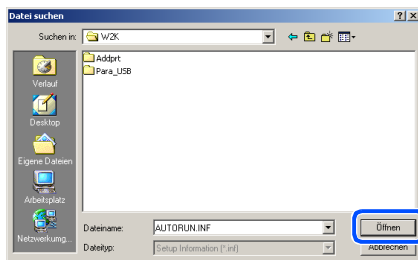 Datei suchen
Suchen in:
W2K
Addprt
Para_USB
Verlauf
Desktop
Eigene Dateien
Arbeitsplatz
Netzwerkumg...
Dateiname:
AUTORUN.INF
Öffnen
Dateityp:
Setup Information (*.inf)
Abbrechen